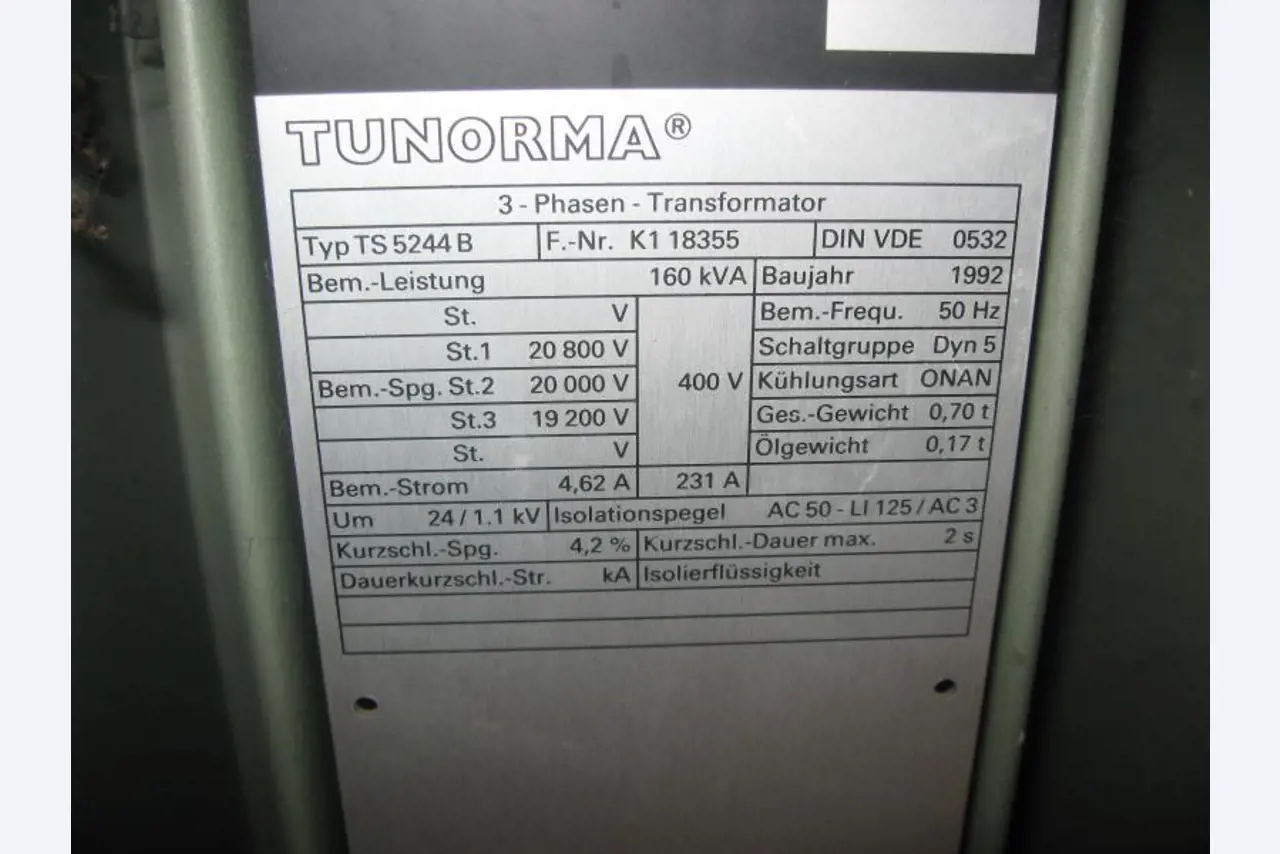 TUNORMA®
3 - Phasen - Transformator
Typ TS 5244 B F.-Nr. K1 18355 DIN VDE 0532
Bem.-Leistung 160 kVA Baujahr 1992
St. V Bem.-Frequ. 50 Hz
St.1 20 800 V Schaltgruppe Dyn 5
Bem.-Spg. St.2 20 000 V 400 V Kühlungsart ONAN
St.3 19 200 V Ges.-Gewicht 0,70 t
St. V Ölgewicht 0,17 t
Bem.-Strom 4,62 A 231 A
Um 24 / 1.1 kV Isolationspegel AC 50 - LI 125 / AC 3
Kurzschl.-Spg. 4,2 % Kurzschl.-Dauer max. 2 s
Dauerkurzschl.-Str. kA Isolierflüssigkeit